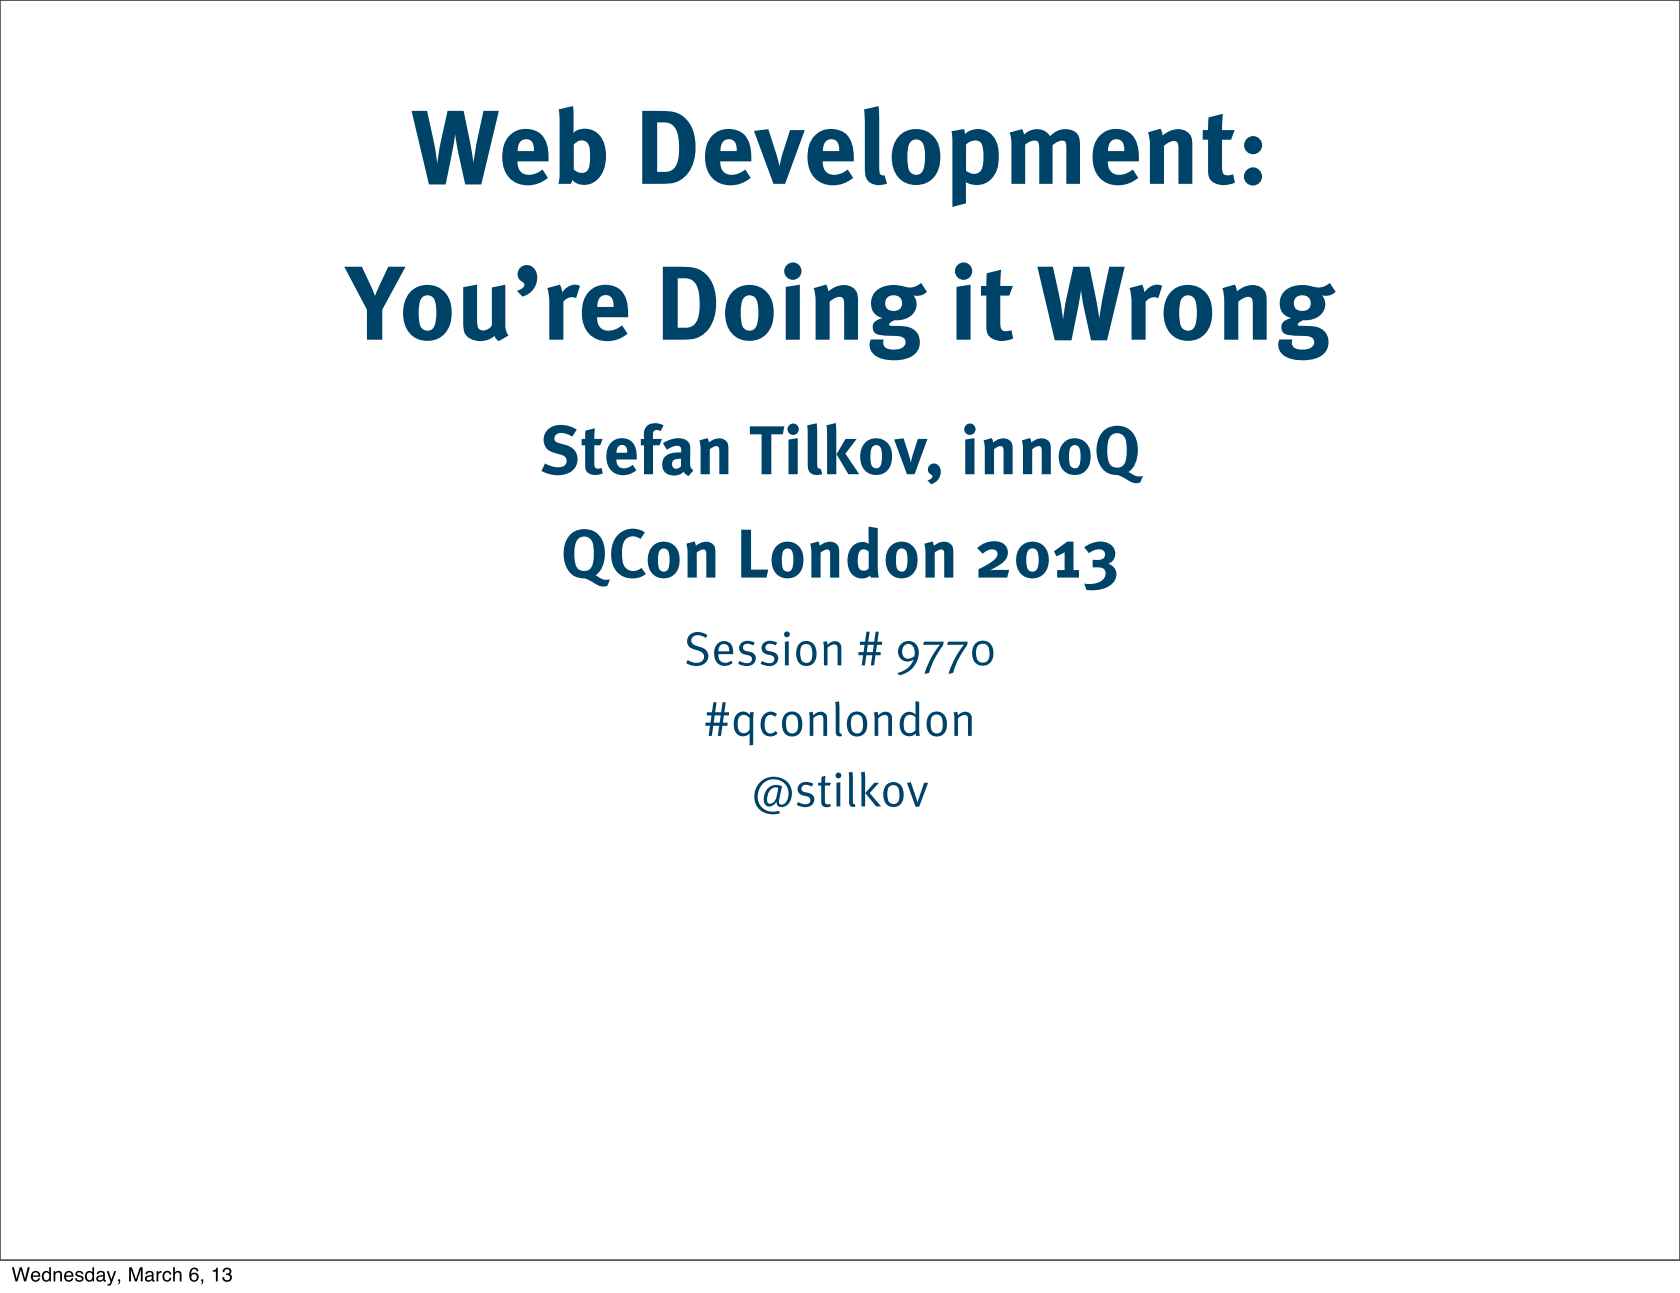 Web Development:
You’re Doing it Wrong
Stefan Tilkov, innoQ
QCon London 2013
Session # 9770
#qconlondon
@stilkov
Wednesday, March 6, 13